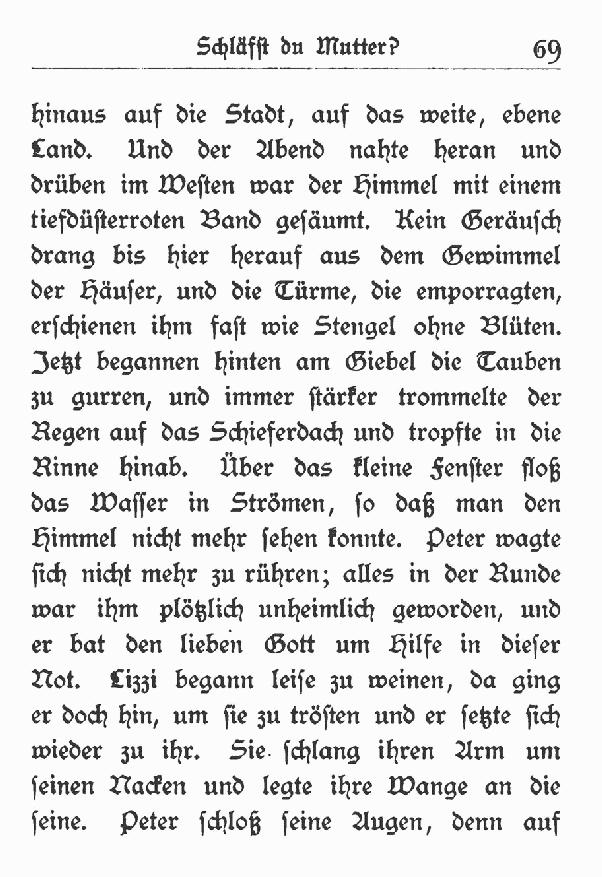 Schläfst du Mutter? 69
hinaus auf die Stadt, auf das weite, ebene
Land. Und der Abend nahte heran und
drüben im Westen war der Himmel mit einem
tiefdüsterroten Band gesäumt. Kein Geräusch
drang bis hier herauf aus dem Gewimmel
der Häuser, und die Türme, die emporragten,
erschienen ihm fast wie Stengel ohne Blüten.
Jetzt begannen hinten am Giebel die Tauben
zu gurren, und immer stärker trommelte der
Regen auf das Schieferdach und tropfte in die
Rinne hinab. Über das kleine Fenster floß
das Wasser in Strömen, so daß man den
Himmel nicht mehr sehen konnte. Peter wagte
sich nicht mehr zu rühren; alles in der Runde
war ihm plötzlich unheimlich geworden, und
er bat den lieben Gott um Hilfe in dieser
Not. Lizzi begann leise zu weinen, da ging
er doch hin, um sie zu trösten und er setzte sich
wieder zu ihr. Sie schlang ihren Arm um
seinen Nacken und legte ihre Wange an die
seine. Peter schloß seine Augen, denn auf